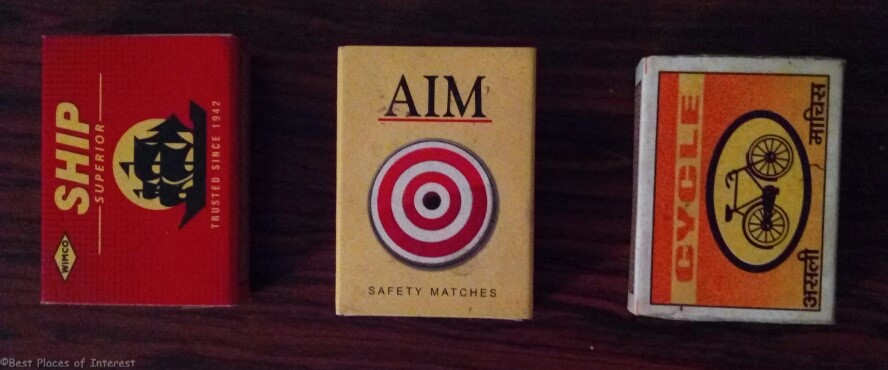 SHIP
SUPERIOR
TRUSTED SINCE 1942
WIMCO
AIM
SAFETY MATCHES
CYCLE
असली माचिस
©Best Places of Interest